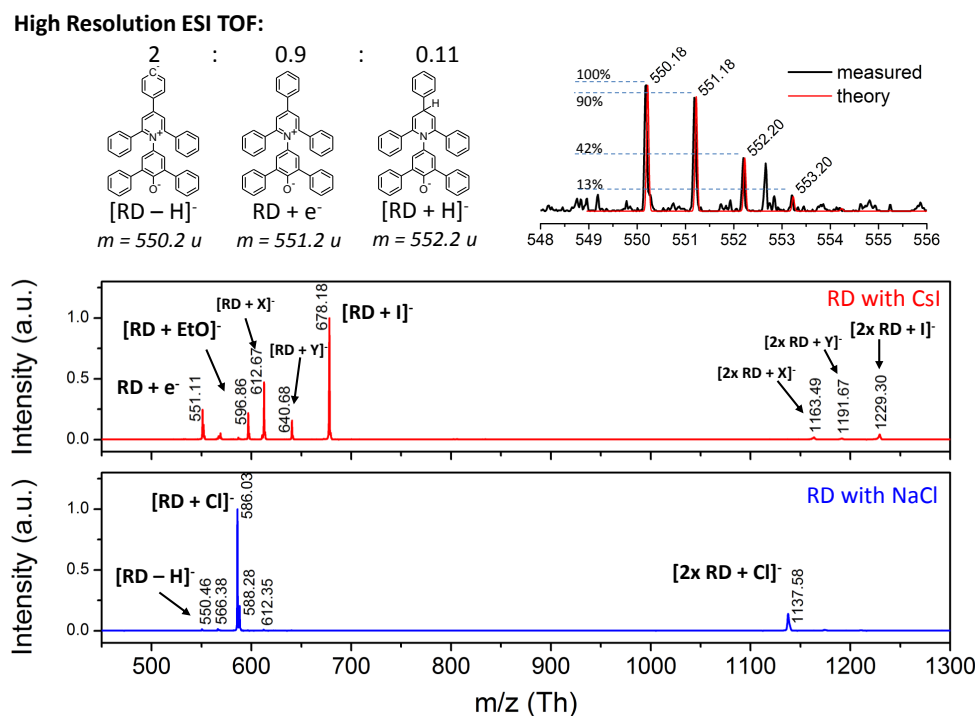 High Resolution ESI TOF:
2 : 0.9 : 0.11
C-
H
N+ N+ N
O- O- O-
[RD – H]- RD + e- [RD + H]-
m = 550.2 u m = 551.2 u m = 552.2 u
100%
90%
42%
13%
550.18
551.18
552.20
553.20
measured
theory
548 549 550 551 552 553 554 555 556
Intensity (a.u.)
1.0
0.5
0.0
RD with CsI
RD + e-
551.11
[RD + EtO]-
596.86
[RD + X]-
612.67
[RD + Y]-
640.68
[RD + I]-
678.18
[2x RD + X]-
1163.49
[2x RD + Y]-
1191.67
[2x RD + I]-
1229.30
Intensity (a.u.)
1.0
0.5
0.0
RD with NaCl
[RD – H]-
550.46
566.38
[RD + Cl]-
586.03
588.28
612.35
[2x RD + Cl]-
1137.58
500 600 700 800 900 1000 1100 1200 1300
m/z (Th)